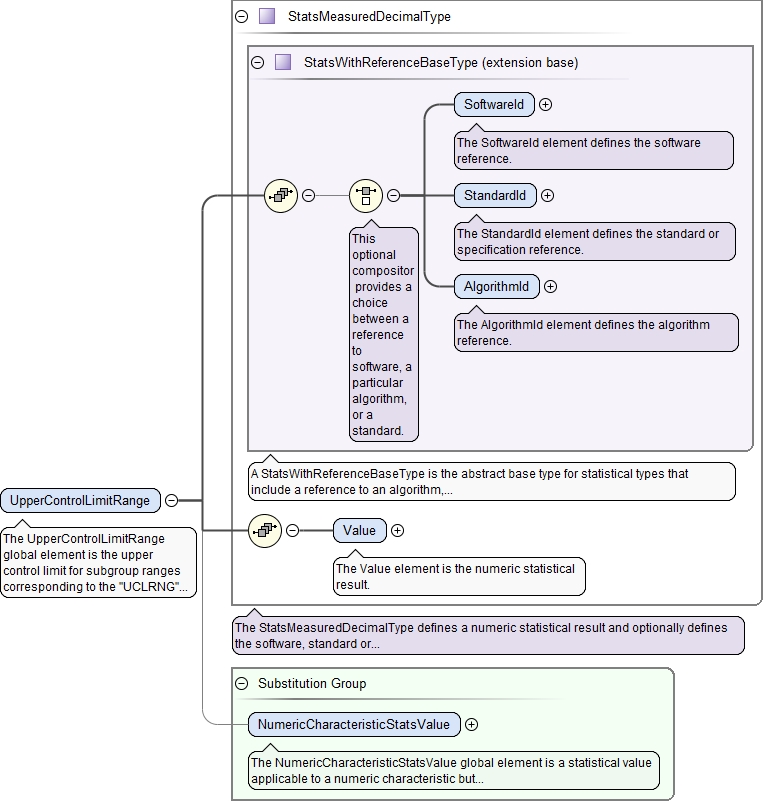 StatsMeasuredDecimalType
StatsWithReferenceBaseType (extension base)
SoftwareId
The SoftwareId element defines the software
reference.
StandardId
The StandardId element defines the standard or
specification reference.
AlgorithmId
The AlgorithmId element defines the algorithm
reference.
This
optional
compositor
provides a
choice
between a
reference
to
software, a
particular
algorithm,
or a
standard.
A StatsWithReferenceBaseType is the abstract base type for statistical types that
include a reference to an algorithm,...
UpperControlLimitRange
The UpperControlLimitRange
global element is the upper
control limit for subgroup ranges
corresponding to the "UCLRNG"...
Value
The Value element is the numeric statistical
result.
The StatsMeasuredDecimalType defines a numeric statistical result and optionally defines
the software, standard or...
Substitution Group
NumericCharacteristicStatsValue
The NumericCharacteristicStatsValue global element is a statistical value
applicable to a numeric characteristic but...